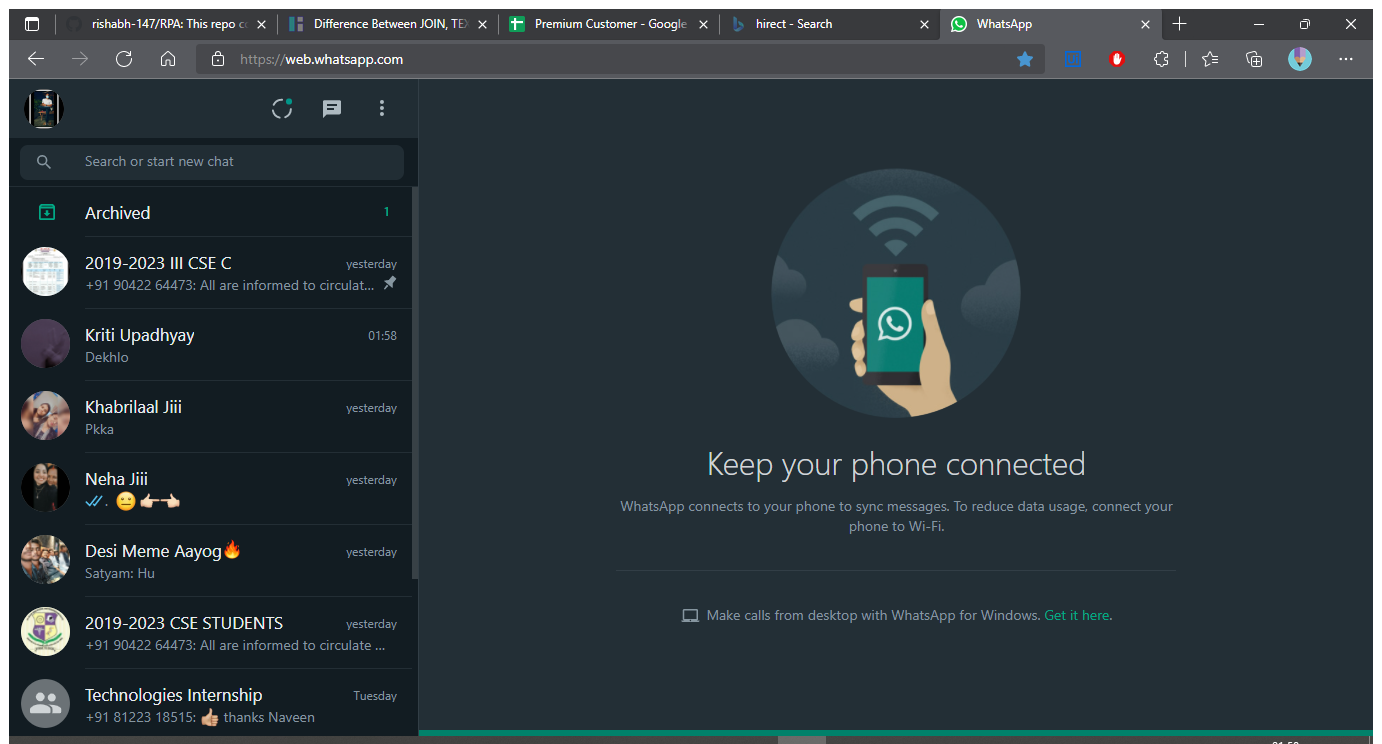 rishabh-147/RPA: This repo c
Difference Between JOIN, TEX
Premium Customer - Google
hirect - Search
WhatsApp
https://web.whatsapp.com
Search or start new chat
Archived 1
2019-2023 III CSE C yesterday
+91 90422 64473: All are informed to circulat...
Kriti Upadhyay 01:58
Dekhlo
Khabrilaal Jiii yesterday
Pkka
Neha Jiii yesterday
. 😐👉🏻👈🏻
Desi Meme Aayog🔥 yesterday
Satyam: Hu
2019-2023 CSE STUDENTS yesterday
+91 90422 64473: All are informed to circulate ...
Technologies Internship Tuesday
+91 81223 18515: 👍🏼 thanks Naveen
Keep your phone connected
WhatsApp connects to your phone to sync messages. To reduce data usage, connect your
phone to Wi-Fi.
Make calls from desktop with WhatsApp for Windows. Get it here.